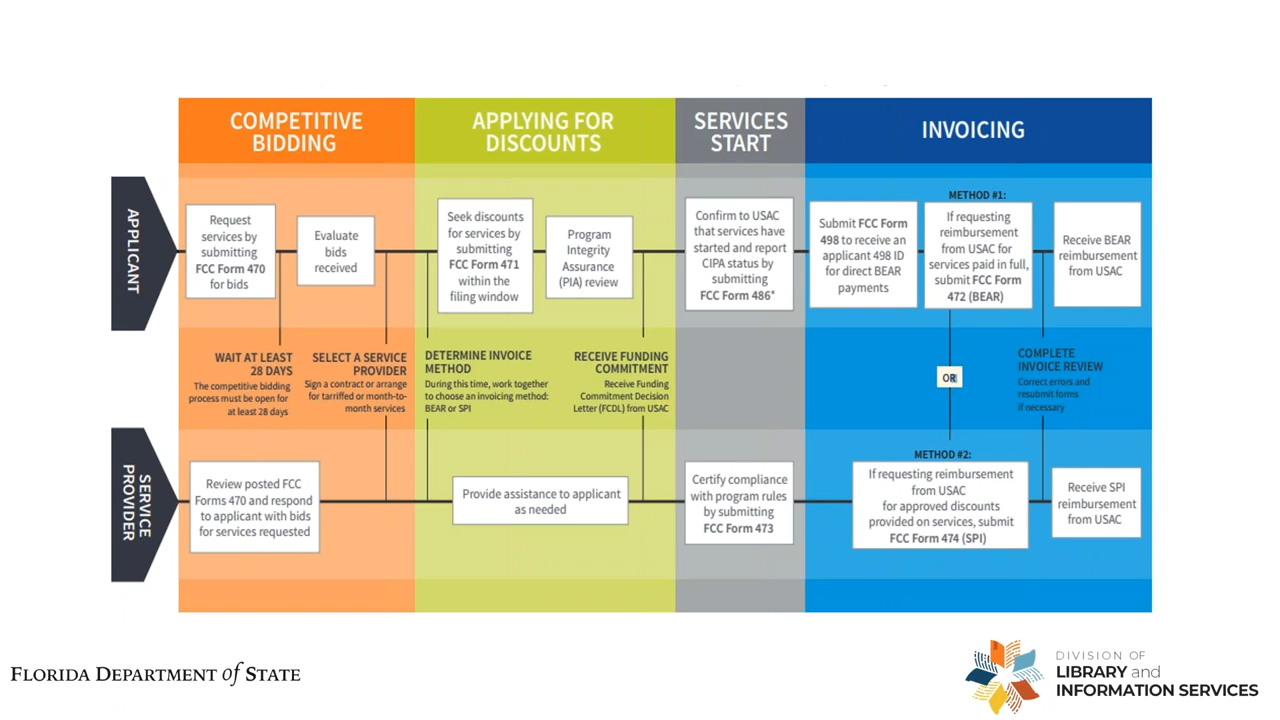 COMPETITIVE
BIDDING
APPLYING FOR
DISCOUNTS
SERVICES
START
INVOICING
APPLICANT
Request
services by
submitting
FCC Form 470
for bids
Evaluate
bids
received
Seek discounts
for services by
submitting
FCC Form 471
within the
filing window
Program
Integrity
Assurance
(PIA) review
Confirm to USAC
that services have
started and report
CIPA status by
submitting
FCC Form 486*
Submit FCC Form
498 to receive an
applicant 498 ID
for direct BEAR
payments
METHOD #1:
If requesting
reimbursement
from USAC for
services paid in full,
submit FCC Form
472 (BEAR)
Receive BEAR
reimbursement
from USAC
WAIT AT LEAST
28 DAYS
The competitive bidding
process must be open for
at least 28 days
SELECT A SERVICE
PROVIDER
Sign a contract or arrange
for tarriffed or month-to-
month services
DETERMINE INVOICE
METHOD
During this time, work together
to choose an invoicing method:
BEAR or SPI
RECEIVE FUNDING
COMMITMENT
Receive Funding
Commitment Decision
Letter (FCDL) from USAC
OR
COMPLETE
INVOICE REVIEW
Correct errors and
resubmit forms
if necessary
SERVICE
PROVIDER
Review posted FCC
Forms 470 and respond
to applicant with bids
for services requested
Provide assistance to applicant
as needed
Certify compliance
with program rules
by submitting
FCC Form 473
METHOD #2:
If requesting reimbursement
from USAC
for approved discounts
provided on services, submit
FCC Form 474 (SPI)
Receive SPI
reimbursement
from USAC
FLORIDA DEPARTMENT of STATE
DIVISION OF
LIBRARY and
INFORMATION SERVICES